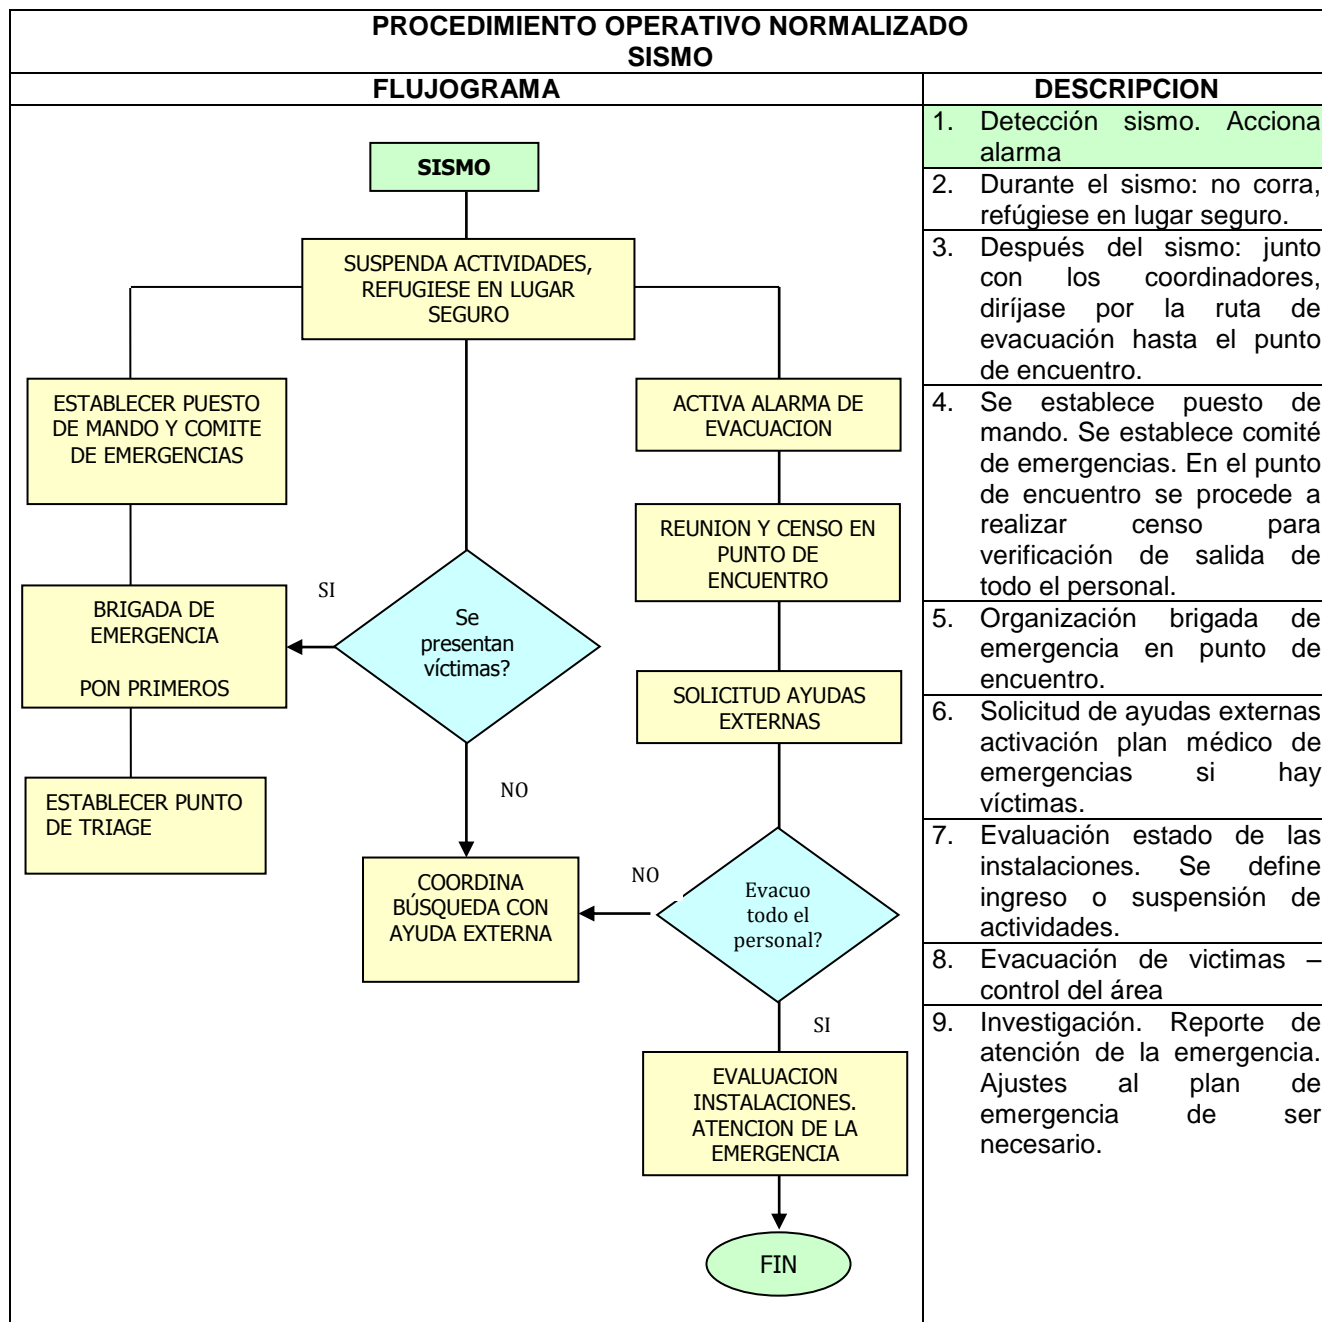 PROCEDIMIENTO OPERATIVO NORMALIZADO
SISMO
FLUJOGRAMA
SISMO
SUSPENDA ACTIVIDADES,
REFUGIESE EN LUGAR
SEGURO
ESTABLECER PUESTO
DE MANDO Y COMITE
DE EMERGENCIAS
ACTIVA ALARMA DE
EVACUACION
REUNION Y CENSO EN
PUNTO DE
ENCUENTRO
SI
BRIGADA DE
EMERGENCIA
PON PRIMEROS
Se
presentan
víctimas?
SOLICITUD AYUDAS
EXTERNAS
NO
ESTABLECER PUNTO
DE TRIAGE
COORDINA
BÚSQUEDA CON
AYUDA EXTERNA
NO
Evacuo
todo el
personal?
SI
EVALUACION
INSTALACIONES.
ATENCION DE LA
EMERGENCIA
FIN
DESCRIPCION
1. Detección sismo. Acciona
alarma
2. Durante el sismo: no corra,
refúgiese en lugar seguro.
3. Después del sismo: junto
con los coordinadores,
diríjase por la ruta de
evacuación hasta el punto
de encuentro.
4. Se establece puesto de
mando. Se establece comité
de emergencias. En el punto
de encuentro se procede a
realizar censo para
verificación de salida de
todo el personal.
5. Organización brigada de
emergencia en punto de
encuentro.
6. Solicitud de ayudas externas
activación plan médico de
emergencias si hay
víctimas.
7. Evaluación estado de las
instalaciones. Se define
ingreso o suspensión de
actividades.
8. Evacuación de victimas –
control del área
9. Investigación. Reporte de
atención de la emergencia.
Ajustes al plan de
emergencia de ser
necesario.